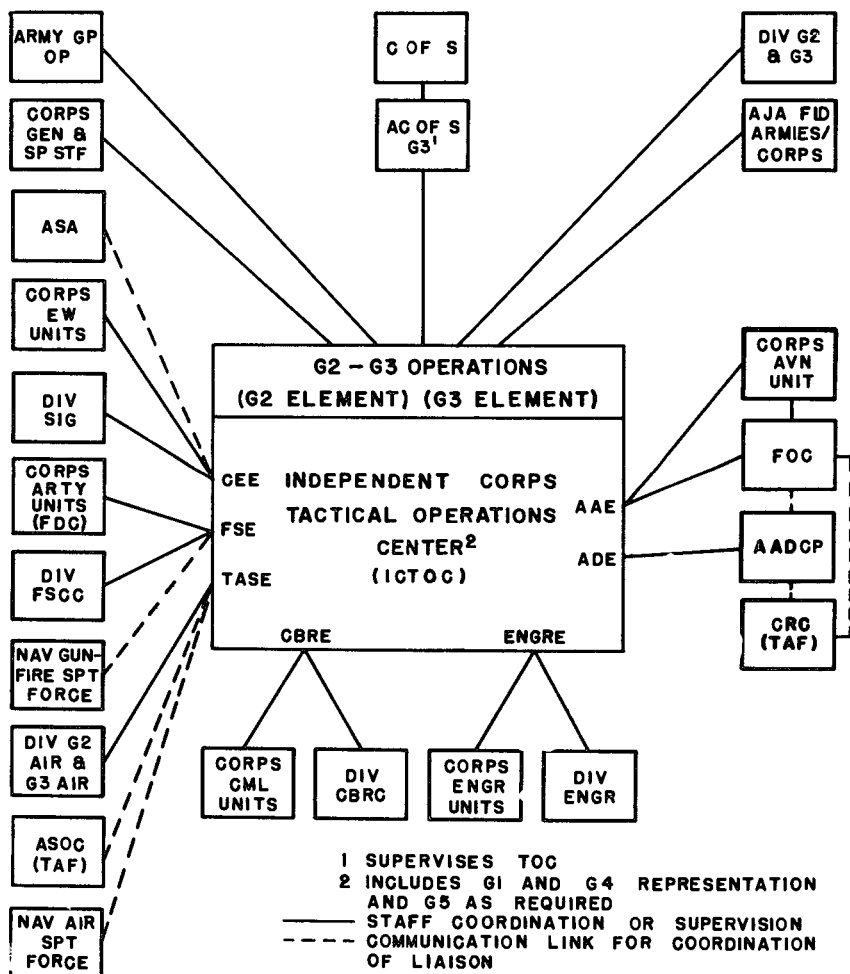 ARMY GP
OP
C OF S
DIV G2
& G3
CORPS
GEN &
SP STF
AC OF S
G3¹
AJA FLD
ARMIES/
CORPS
ASA
CORPS
EW
UNITS
DIV
SIG
CORPS
ARTY
UNITS
(FDC)
DIV
FSCC
NAV GUN-
FIRE SPT
FORCE
DIV G2
AIR &
G3 AIR
ASOC
(TAF)
NAV AIR
SPT
FORCE
G2 - G3 OPERATIONS
(G2 ELEMENT) (G3 ELEMENT)
CEE
FSE
TASE
INDEPENDENT CORPS
TACTICAL OPERATIONS
CENTER²
(ICTOC)
AAE
ADE
CBRE
ENGRE
CORPS
AVN
UNIT
FOC
AADCP
CRC
(TAF)
CORPS
CML
UNITS
DIV
CBRC
CORPS
ENGR
UNITS
DIV
ENGR
1 SUPERVISES TOC
2 INCLUDES G1 AND G4 REPRESENTATION
AND G5 AS REQUIRED
STAFF COORDINATION OR SUPERVISION
COMMUNICATION LINK FOR COORDINATION
OF LIAISON